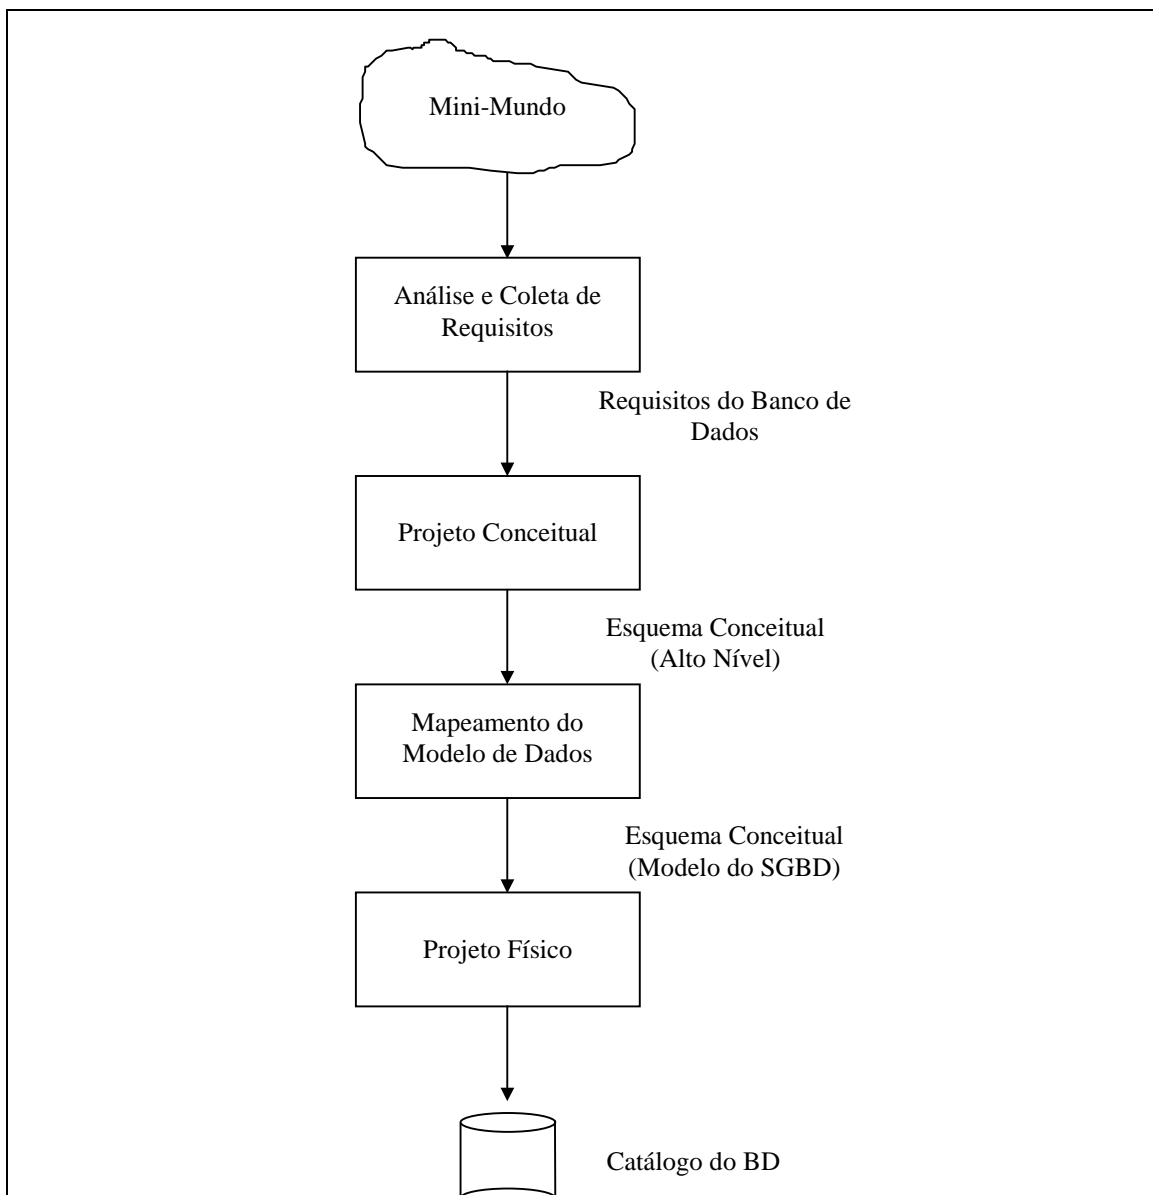 Mini-Mundo
Análise e Coleta de
Requisitos
Requisitos do Banco de
Dados
Projeto Conceitual
Esquema Conceitual
(Alto Nível)
Mapeamento do
Modelo de Dados
Esquema Conceitual
(Modelo do SGBD)
Projeto Físico
Catálogo do BD